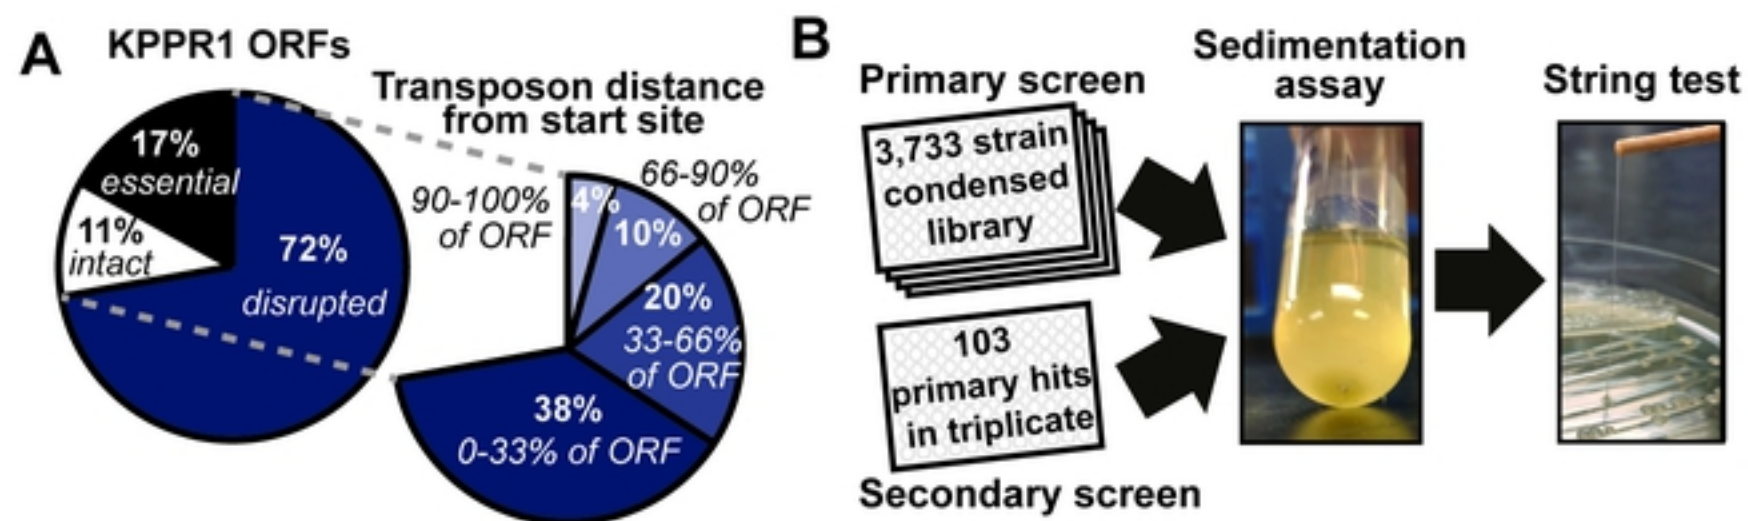 A
KPPR1 ORFs
17%
essential
11%
intact
72%
disrupted
Transposon distance
from start site
90-100%
of ORF
4%
66-90%
of ORF
10%
20%
33-66%
of ORF
38%
0-33% of ORF
B
Primary screen
3,733 strain
condensed
library
103
primary hits
in triplicate
Secondary screen
Sedimentation
assay
String test